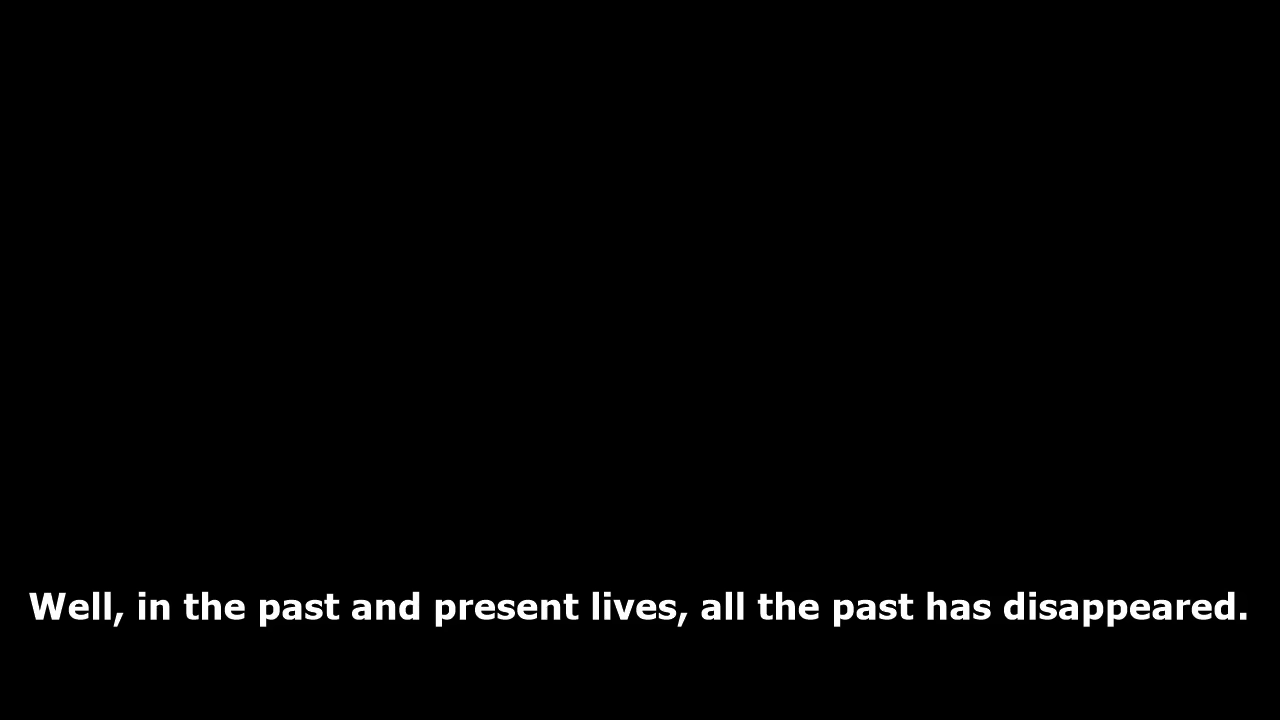 Well, in the past and present lives, all the past has disappeared.